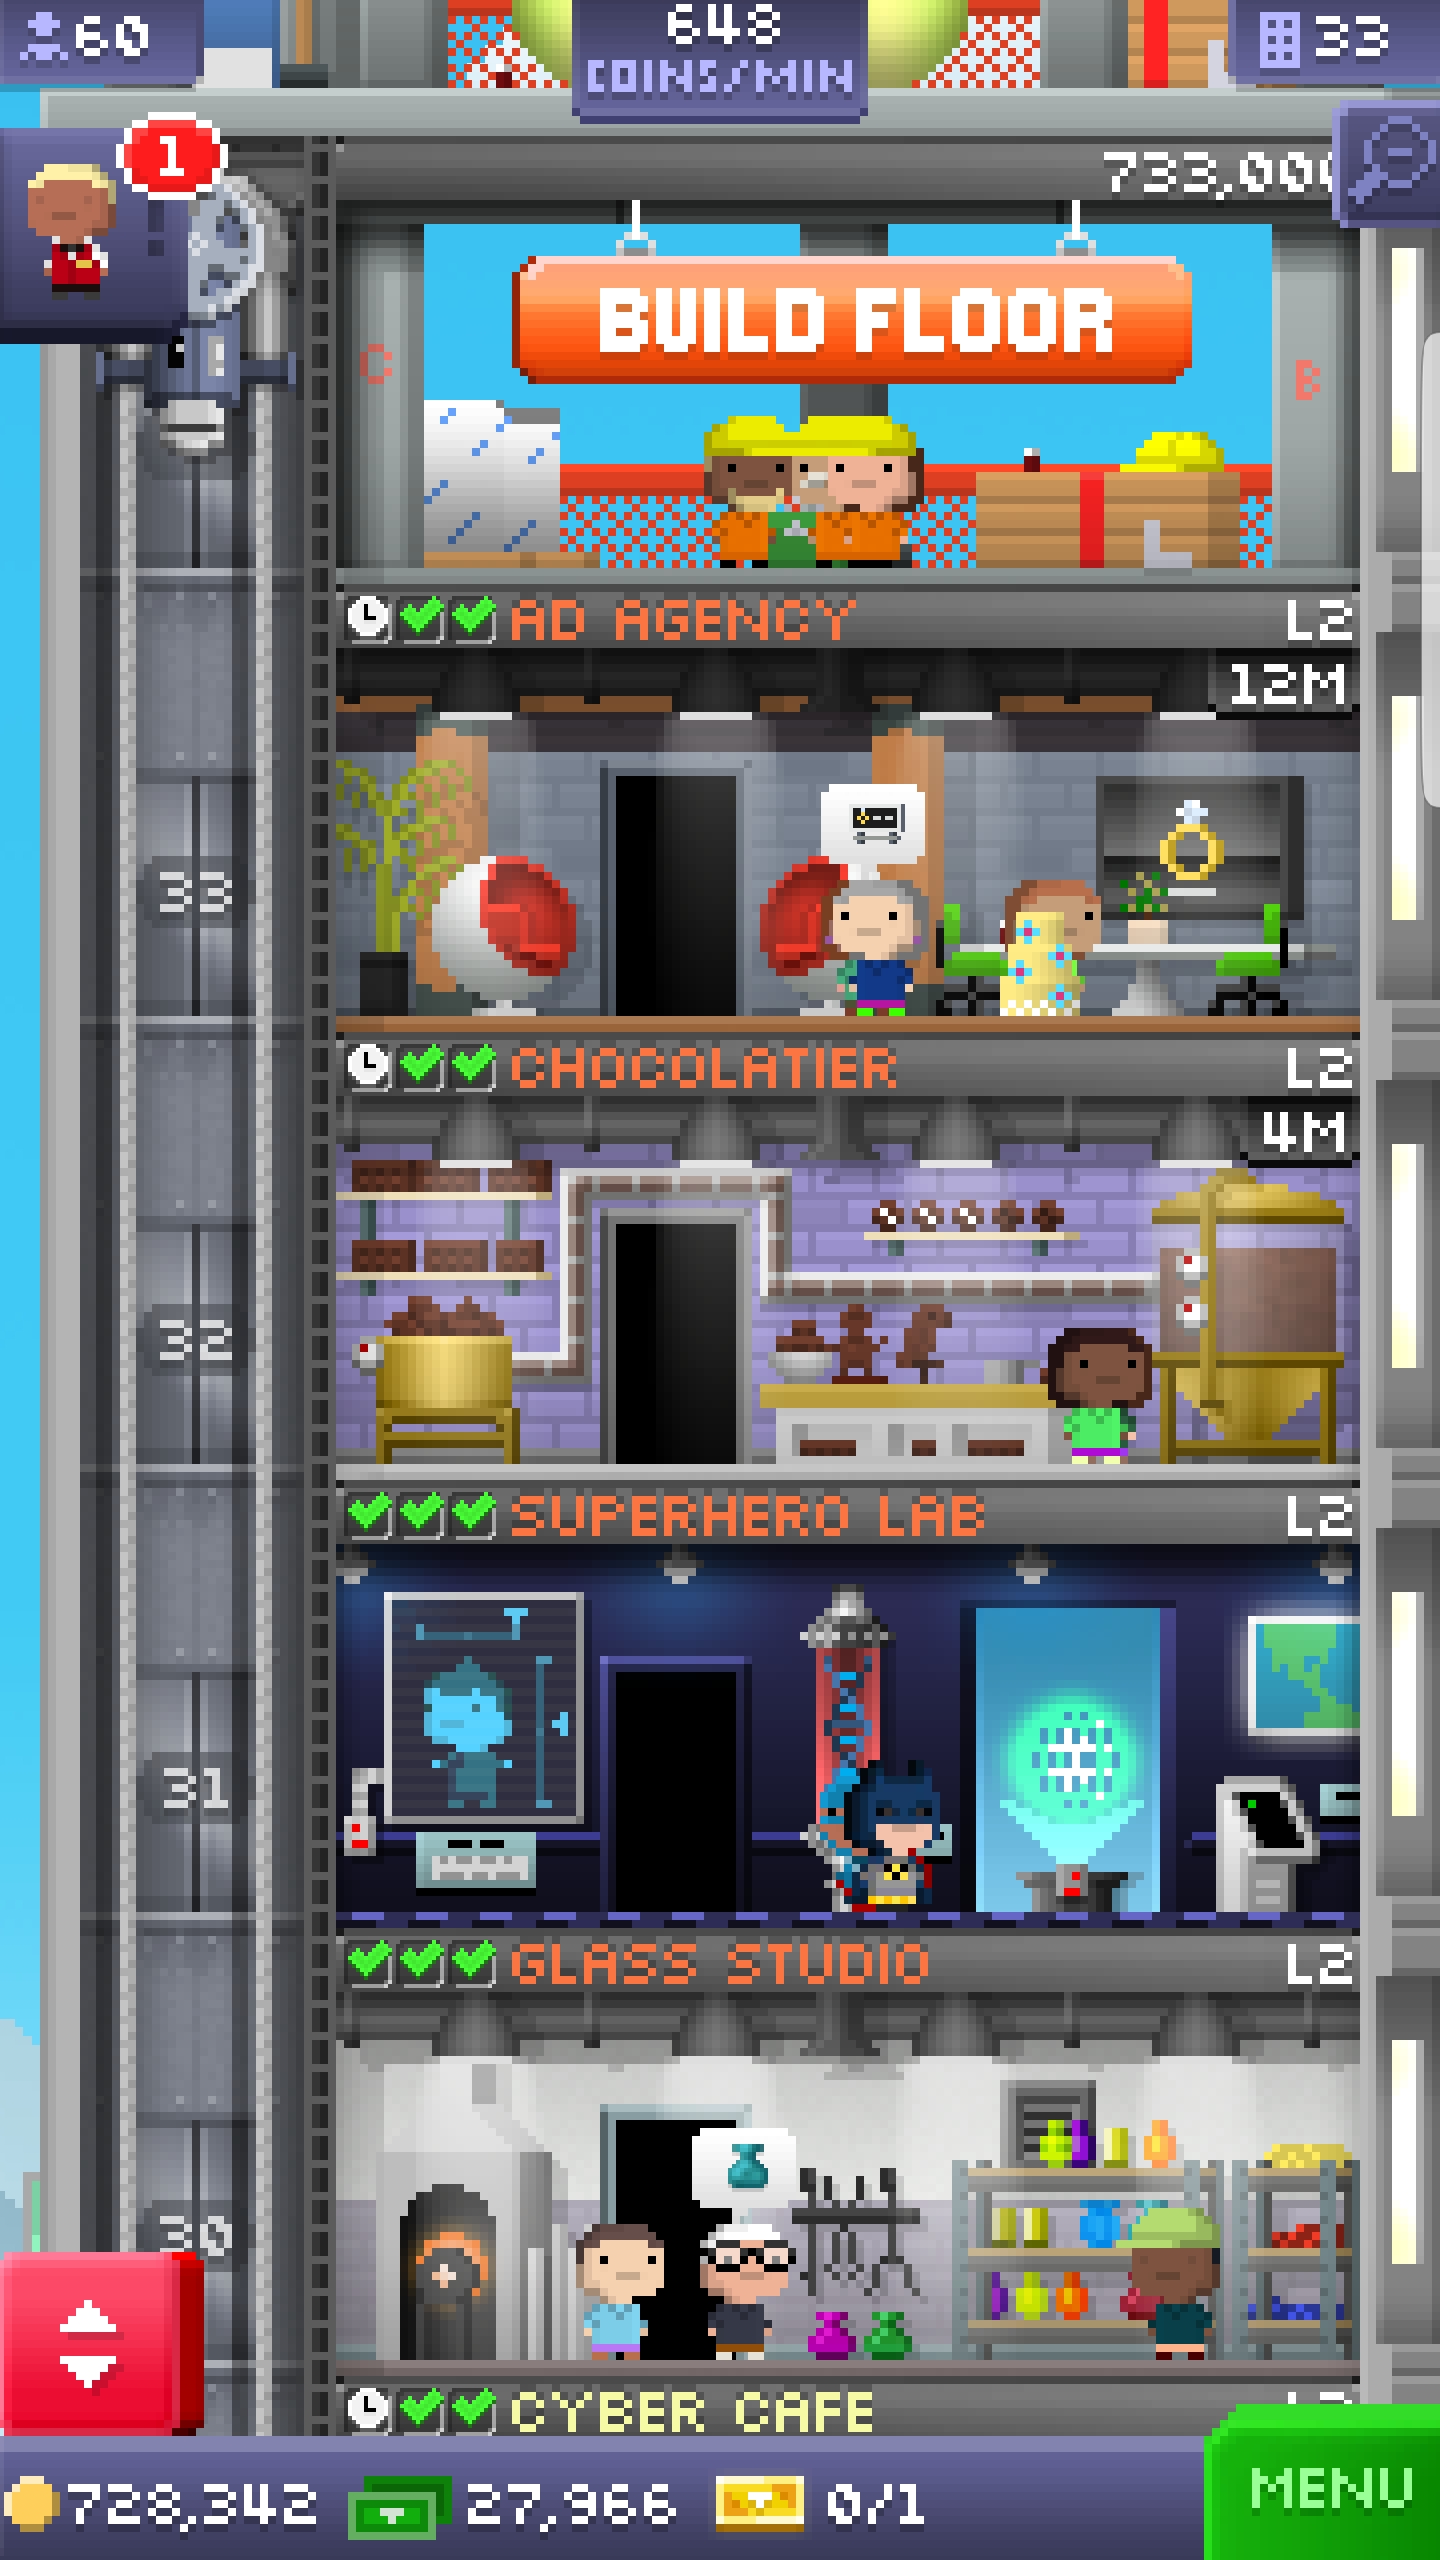 60
648
COINS/MIN
33
1
733,00
BUILD FLOOR
C
B
AD AGENCY
L2
12M
33
CHOCOLATIER
L2
4M
32
SUPERHERO LAB
L2
31
GLASS STUDIO
L2
30
CYBER CAFE
728,342
27,966
0/1
MENU